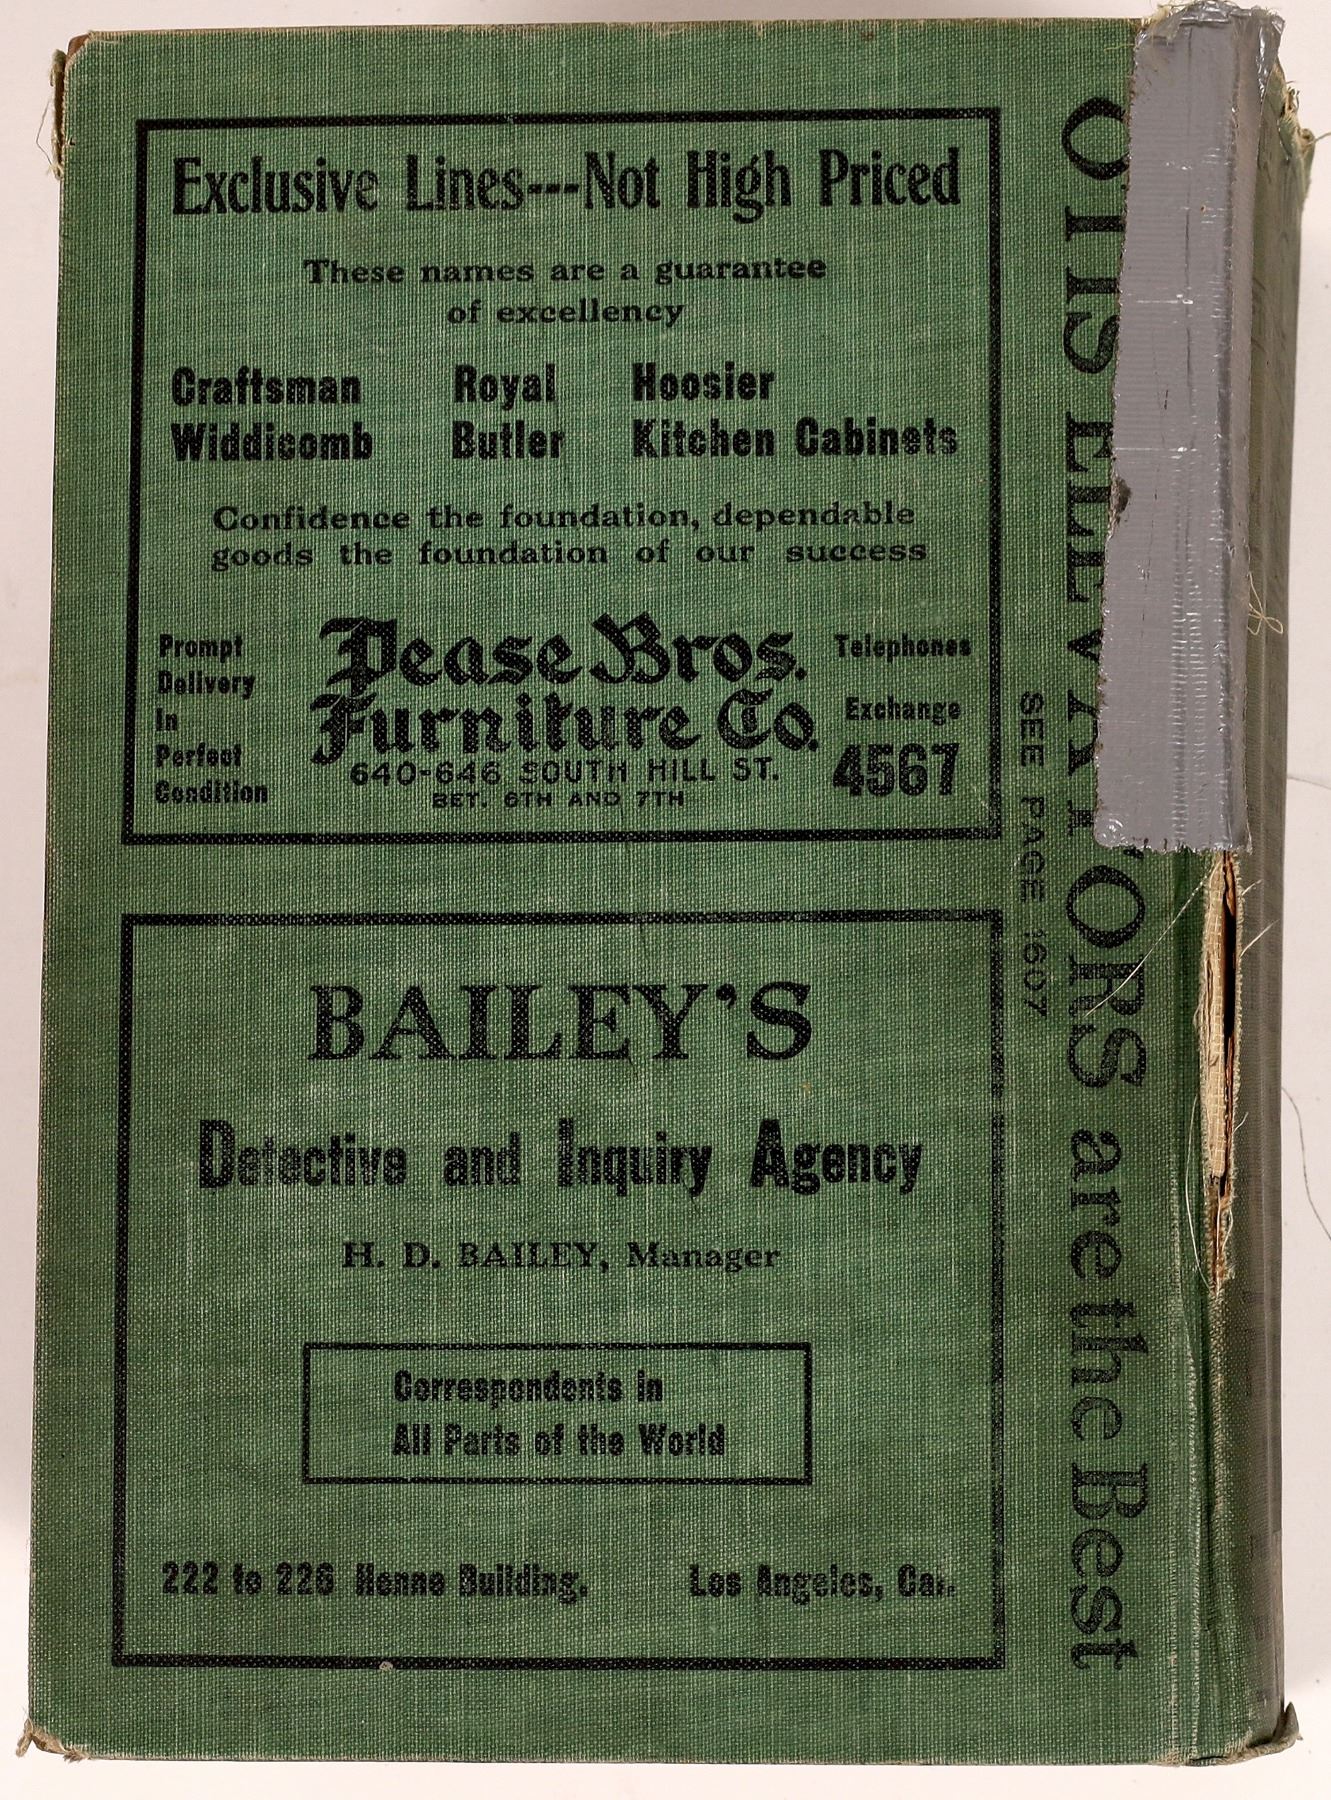 Exclusive Lines---Not High Priced
These names are a guarantee
of excellency
Craftsman Royal Hoosier
Widdicomb Butler Kitchen Cabinets
Confidence the foundation, dependable
goods the foundation of our success
Prompt
Delivery
In
Perfect
Condition
Pease Bros.
Furniture Co.
640-646 SOUTH HILL ST.
BET. 6TH AND 7TH
Telephones
Exchange
4567
BAILEY'S
Detective and Inquiry Agency
H. D. BAILEY, Manager
Correspondents in
All Parts of the World
222 to 226 Henne Building. Los Angeles, Cal.
OTIS ELEVATORS are the Best
SEE PAGE 1607